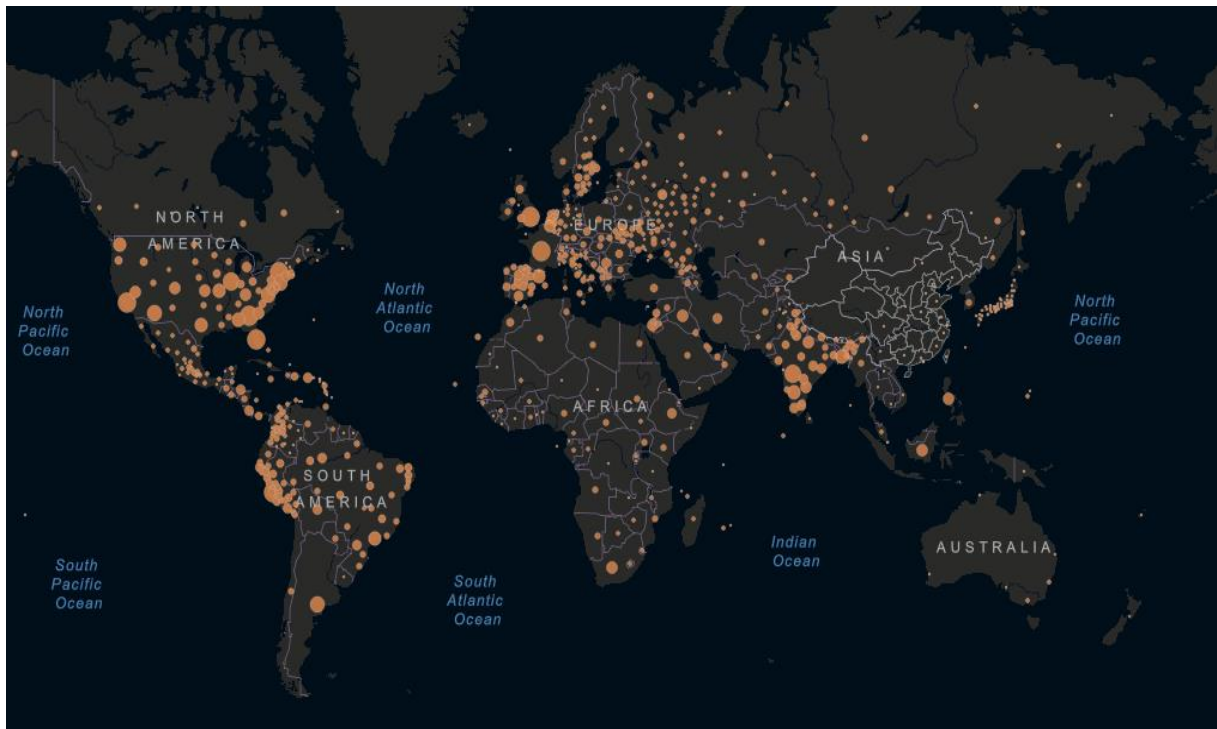 NORTH
AMERICA
EUROPE
ASIA
North
Pacific
Ocean
North
Atlantic
Ocean
North
Pacific
Ocean
AFRICA
SOUTH
AMERICA
South
Pacific
Ocean
South
Atlantic
Ocean
Indian
Ocean
AUSTRALIA